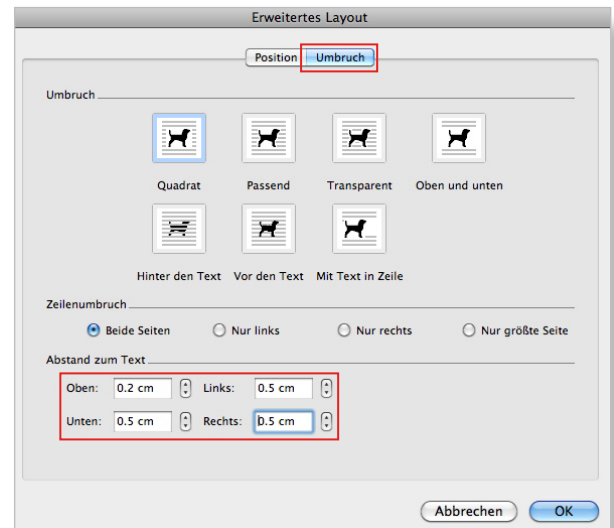 Erweitertes Layout
Position Umbruch
Umbruch
Quadrat Passend Transparent Oben und unten
Hinter den Text Vor den Text Mit Text in Zeile
Zeilenumbruch
Beide Seiten Nur links Nur rechts Nur größte Seite
Abstand zum Text
Oben: 0.2 cm Links: 0.5 cm
Unten: 0.5 cm Rechts: 0.5 cm
Abbrechen OK